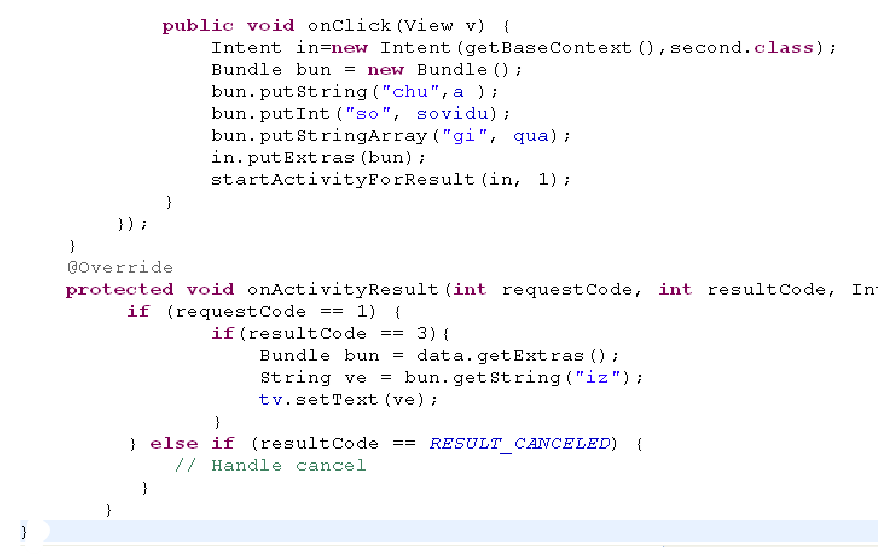 public void onClick(View v) {
Intent in=new Intent(getBaseContext(),second.class);
Bundle bun = new Bundle();
bun.putString("chu",a );
bun.putInt("so", sovidu);
bun.putStringArray("gi", qua);
in.putExtras(bun);
startActivityForResult(in, 1);
}
});
}
@Override
protected void onActivityResult(int requestCode, int resultCode, In
if (requestCode == 1) {
if(resultCode == 3){
Bundle bun = data.getExtras();
String ve = bun.getString("iz");
tv.setText(ve);
}
} else if (resultCode == RESULT_CANCELED) {
// Handle cancel
}
}
}